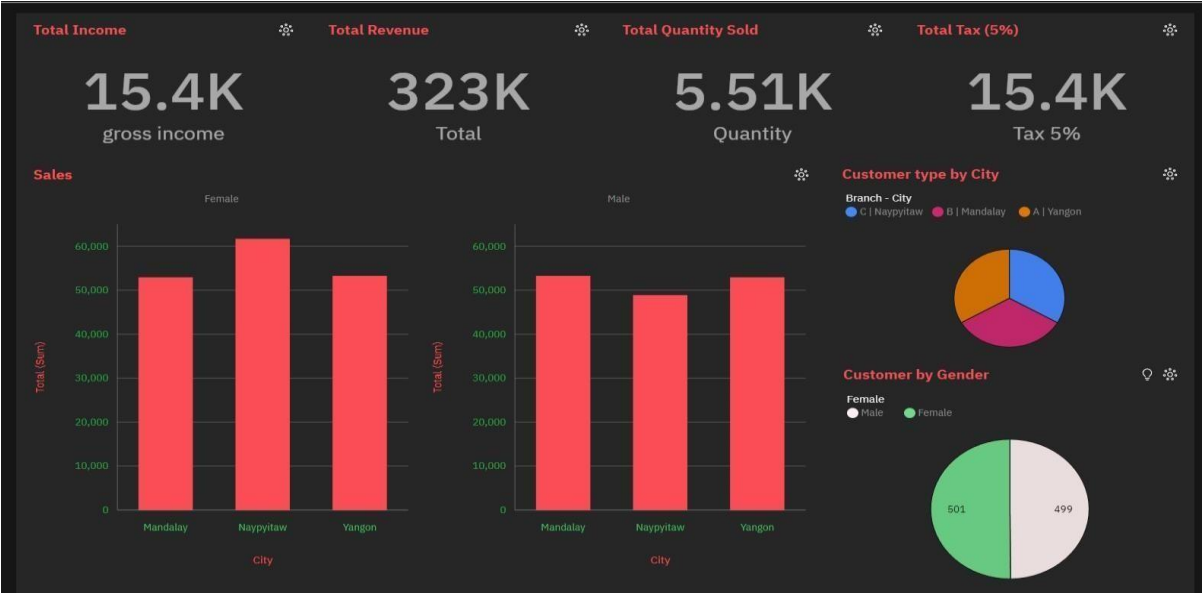 Total Income
15.4K
gross income
Total Revenue
323K
Total
Total Quantity Sold
5.51K
Quantity
Total Tax (5%)
15.4K
Tax 5%
Sales
Female
60,000
50,000
40,000
30,000
20,000
10,000
0
Total (Sum)
Mandalay
Naypyitaw
Yangon
City
Male
60,000
50,000
40,000
30,000
20,000
10,000
0
Total (Sum)
Mandalay
Naypyitaw
Yangon
City
Customer type by City
Branch - City
C | Naypyitaw B | Mandalay A | Yangon
Customer by Gender
Female
Male Female
501 499